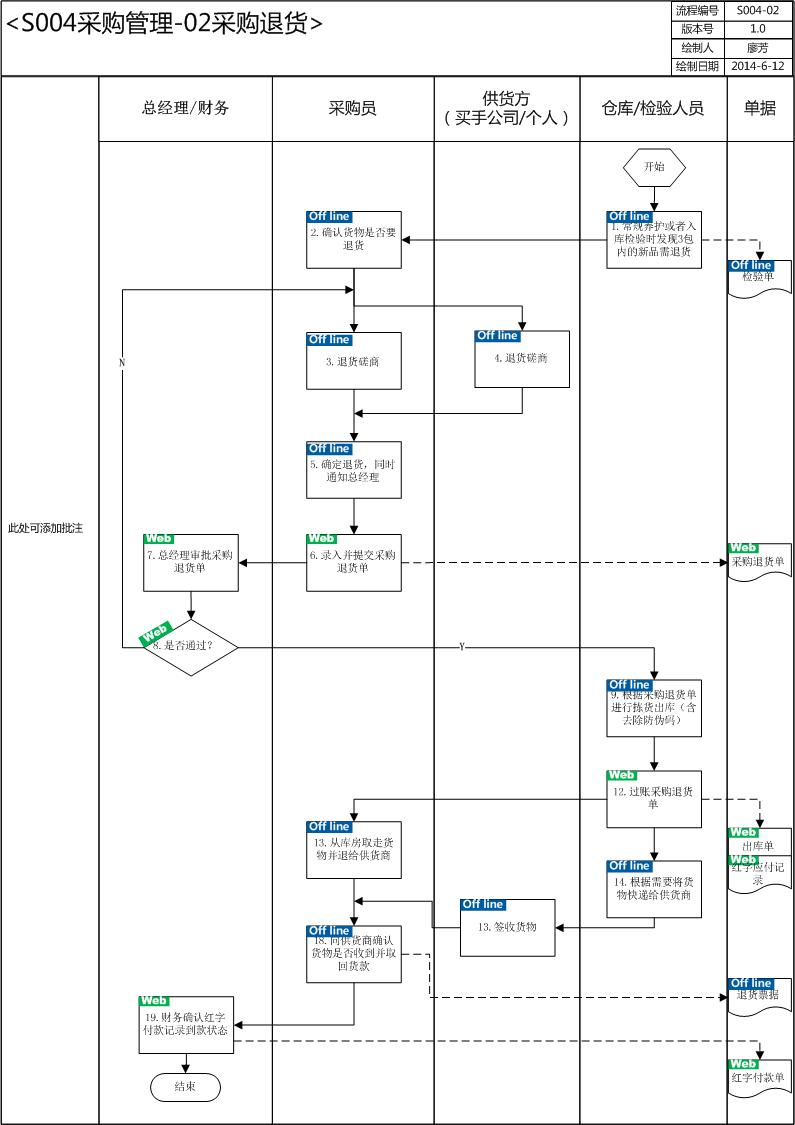 <S004采购管理-02采购退货>
流程编号 S004-02
版本号 1.0
绘制人 廖芳
绘制日期 2014-6-12
总经理/财务
采购员
供货方
（买手公司/个人）
仓库/检验人员
单据
此处可添加批注
开始
Off line
1. 常规养护或者入
库检验时发现3包
内的新品需退货
Off line
2. 确认货物是否要
退货
Off line
检验单
Off line
3. 退货磋商
Off line
4. 退货磋商
N
Off line
5. 确定退货，同时
通知总经理
Web
6. 录入并提交采购
退货单
Web
7. 总经理审批采购
退货单
Web
采购退货单
Web
8. 是否通过？
Y
Off line
9. 根据采购退货单
进行拣货出库（含
去除防伪码）
Web
12. 过账采购退货
单
Web
出库单
Web
红字应付记
录
Off line
13. 从库房取走货
物并退给供货商
Off line
14. 根据需要将货
物快递给供货商
Off line
13. 签收货物
Off line
18. 向供货商确认
货物是否收到并取
回货款
Off line
退货票据
Web
19. 财务确认红字
付款记录到款状态
Web
红字付款单
结束